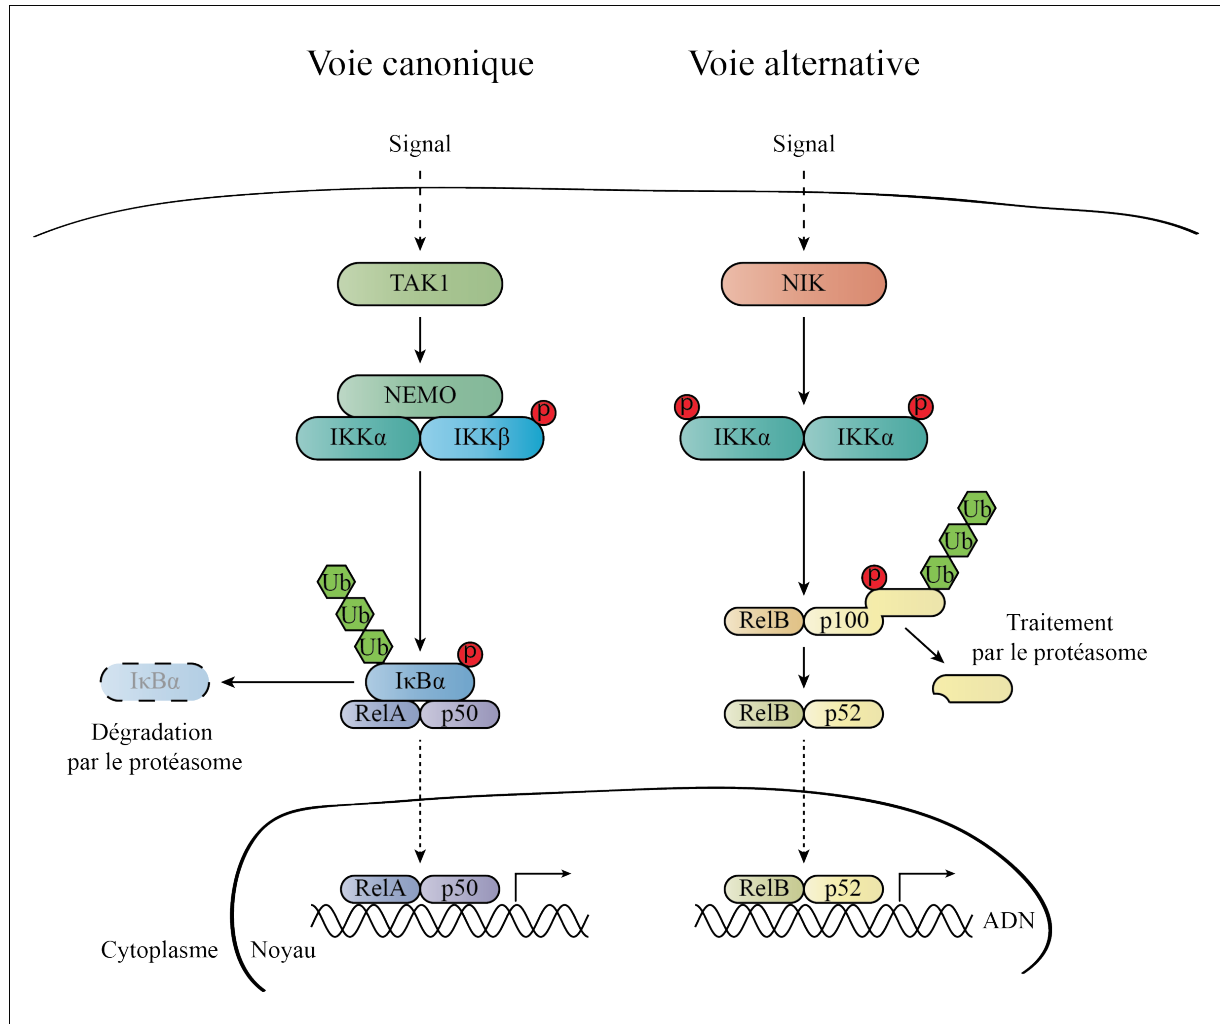 Voie canonique
Voie alternative
Signal
Signal
TAK1
NIK
NEMO
p
IKKα
IKKβ
p
p
IKKα
IKKα
Ub
Ub
Ub
p
IκBα
RelA
p50
IκBα
Dégradation
par le protéasome
Ub
Ub
Ub
p
RelB
p100
Traitement
par le protéasome
RelB
p52
RelA
p50
RelB
p52
ADN
Cytoplasme
Noyau